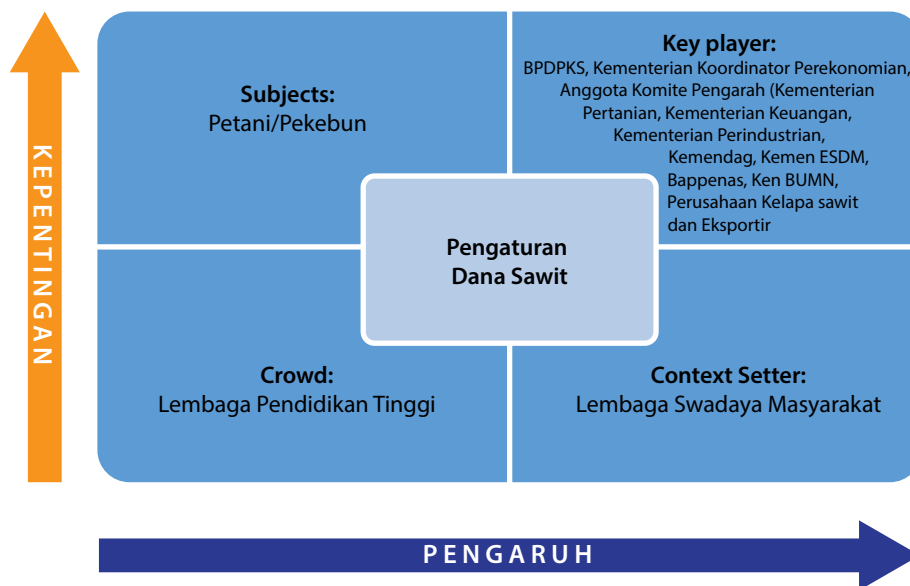 KEPENTINGAN
Subjects:
Petani/Pekebun
Key player:
BPDPKS, Kementerian Koordinator Perekonomian,
Anggota Komite Pengarah (Kementerian
Pertanian, Kementerian Keuangan,
Kementerian Perindustrian,
Kemendag, Kemen ESDM,
Bappenas, Ken BUMN,
Perusahaan Kelapa sawit
dan Eksportir
Pengaturan
Dana Sawit
Crowd:
Lembaga Pendidikan Tinggi
Context Setter:
Lembaga Swadaya Masyarakat
PENGARUH